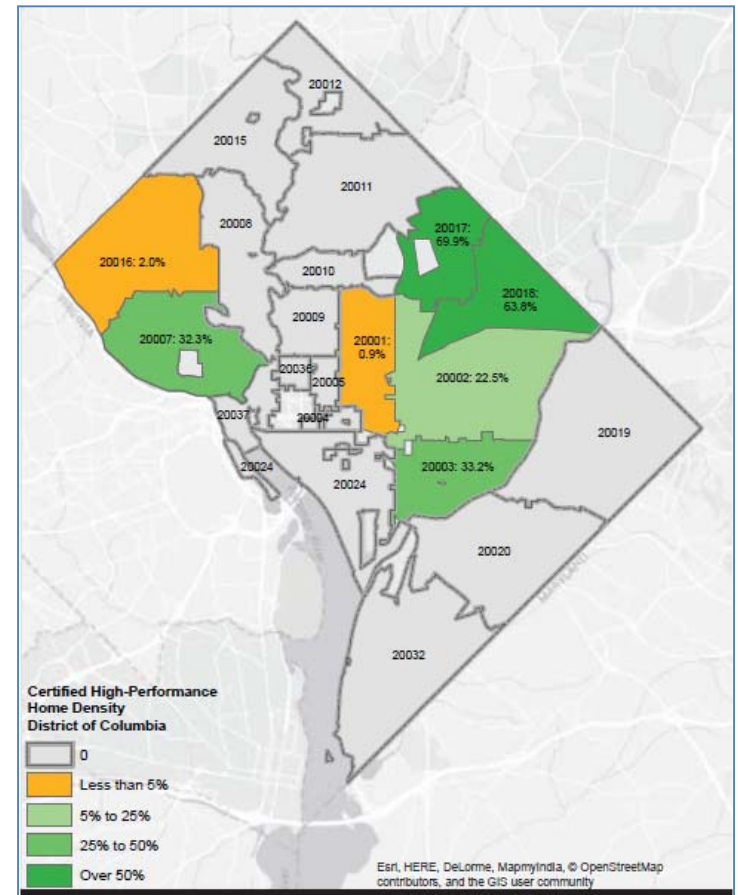 20012
20015
20011
20008
20017:
69.9%
20016: 2.0%
20010
20018:
63.8%
20009
20001:
0.9%
VIRGINIA
20007: 32.3%
20036
20005
20002: 22.5%
20037
20004
20019
20024
20024
20003: 33.2%
20020
MARYLAND
20032
Certified High-Performance
Home Density
District of Columbia
0
Less than 5%
5% to 25%
25% to 50%
Over 50%
Esri, HERE, DeLorme, MapmyIndia, © OpenStreetMap
contributors, and the GIS user community